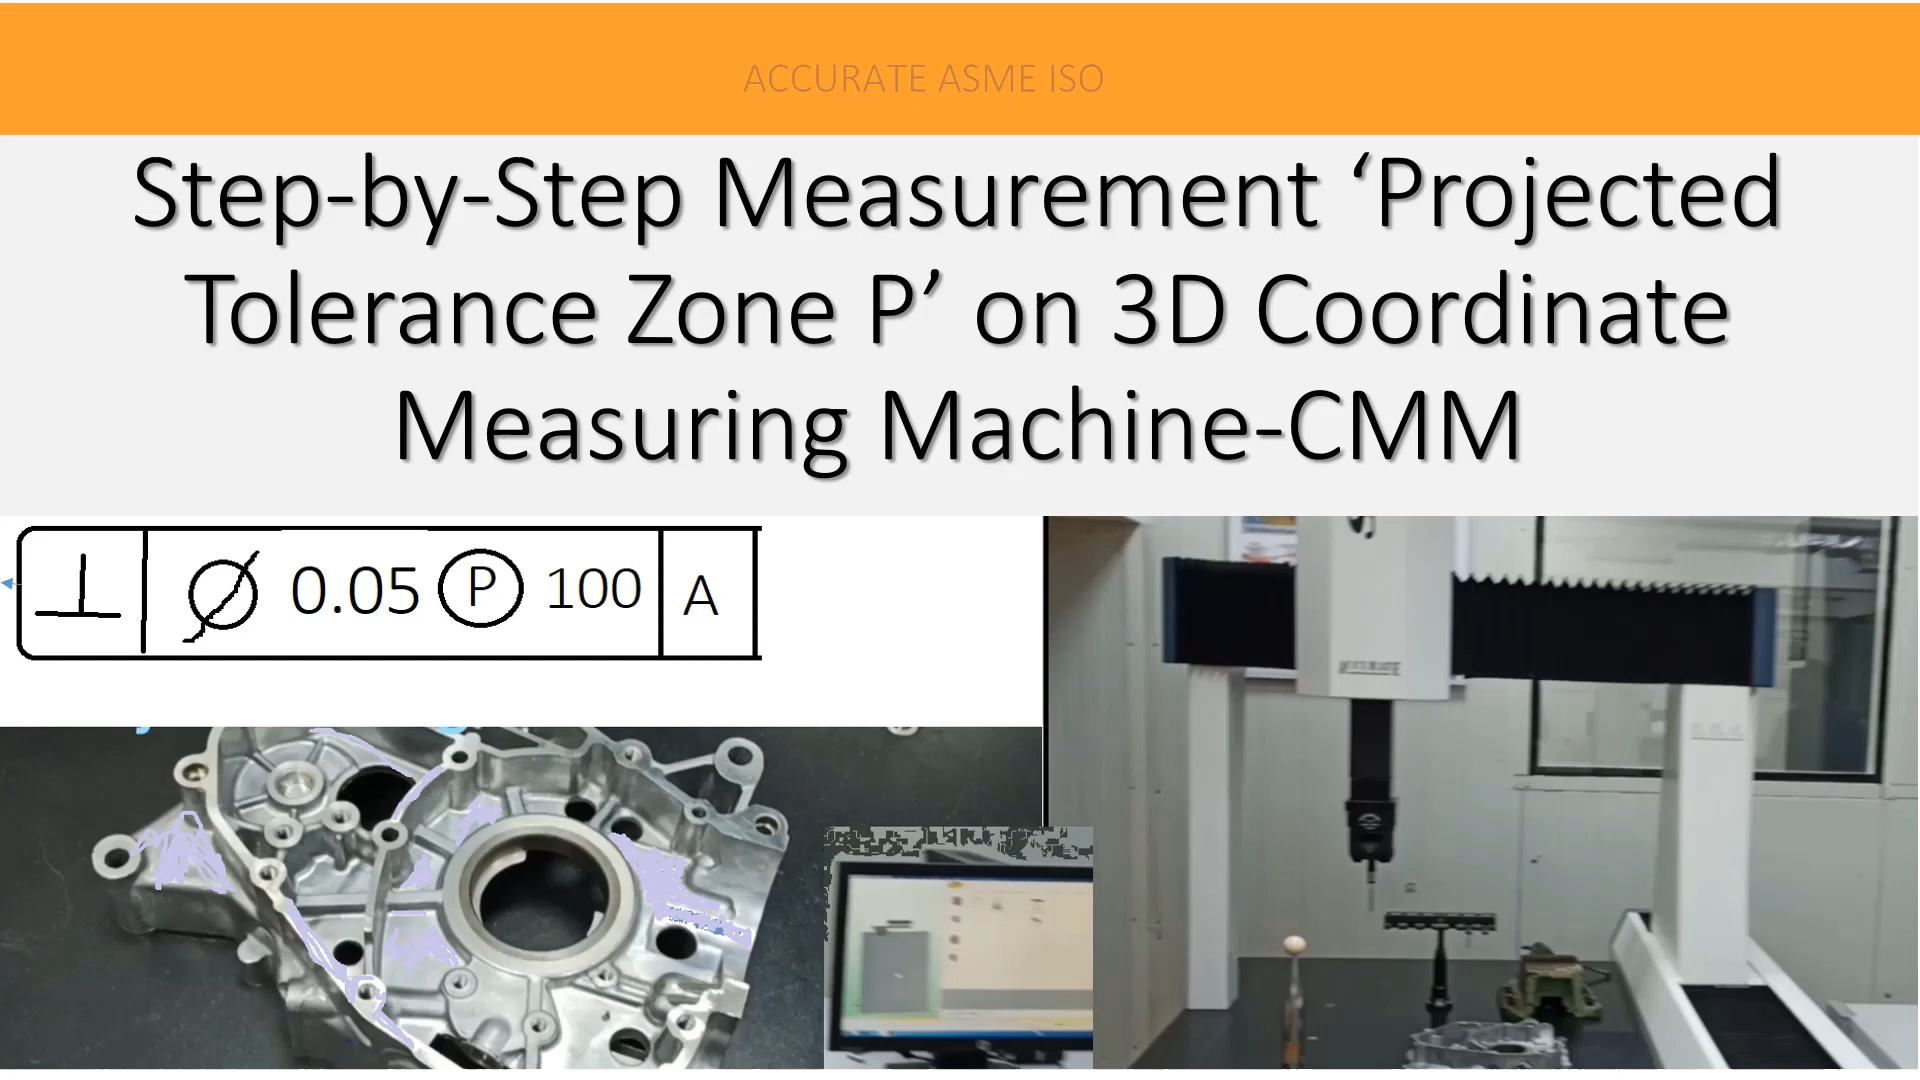 ACCURATE ASME ISO
Step-by-Step Measurement ‘Projected
Tolerance Zone P’ on 3D Coordinate
Measuring Machine-CMM
⊥ Ø 0.05 Ⓟ 100 A
ACCURATE